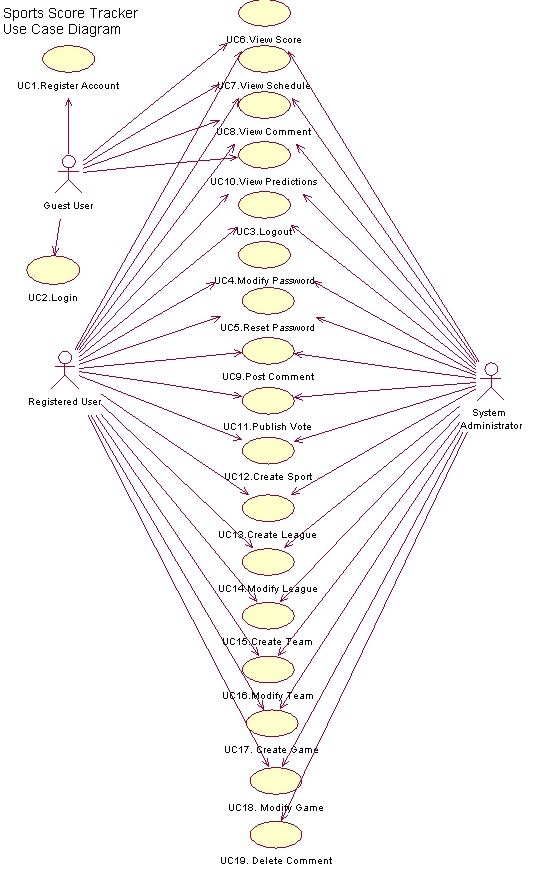 Sports Score Tracker
Use Case Diagram
UC6.View Score
UC1.Register Account
UC7.View Schedule
UC8.View Comment
UC10.View Predictions
Guest User
UC3.Logout
UC4.Modify Password
UC2.Login
UC5.Reset Password
UC9.Post Comment
Registered User
System
Administrator
UC11.Publish Vote
UC12.Create Sport
UC13.Create League
UC14.Modify League
UC15.Create Team
UC16.Modify Team
UC17. Create Game
UC18. Modify Game
UC19. Delete Comment